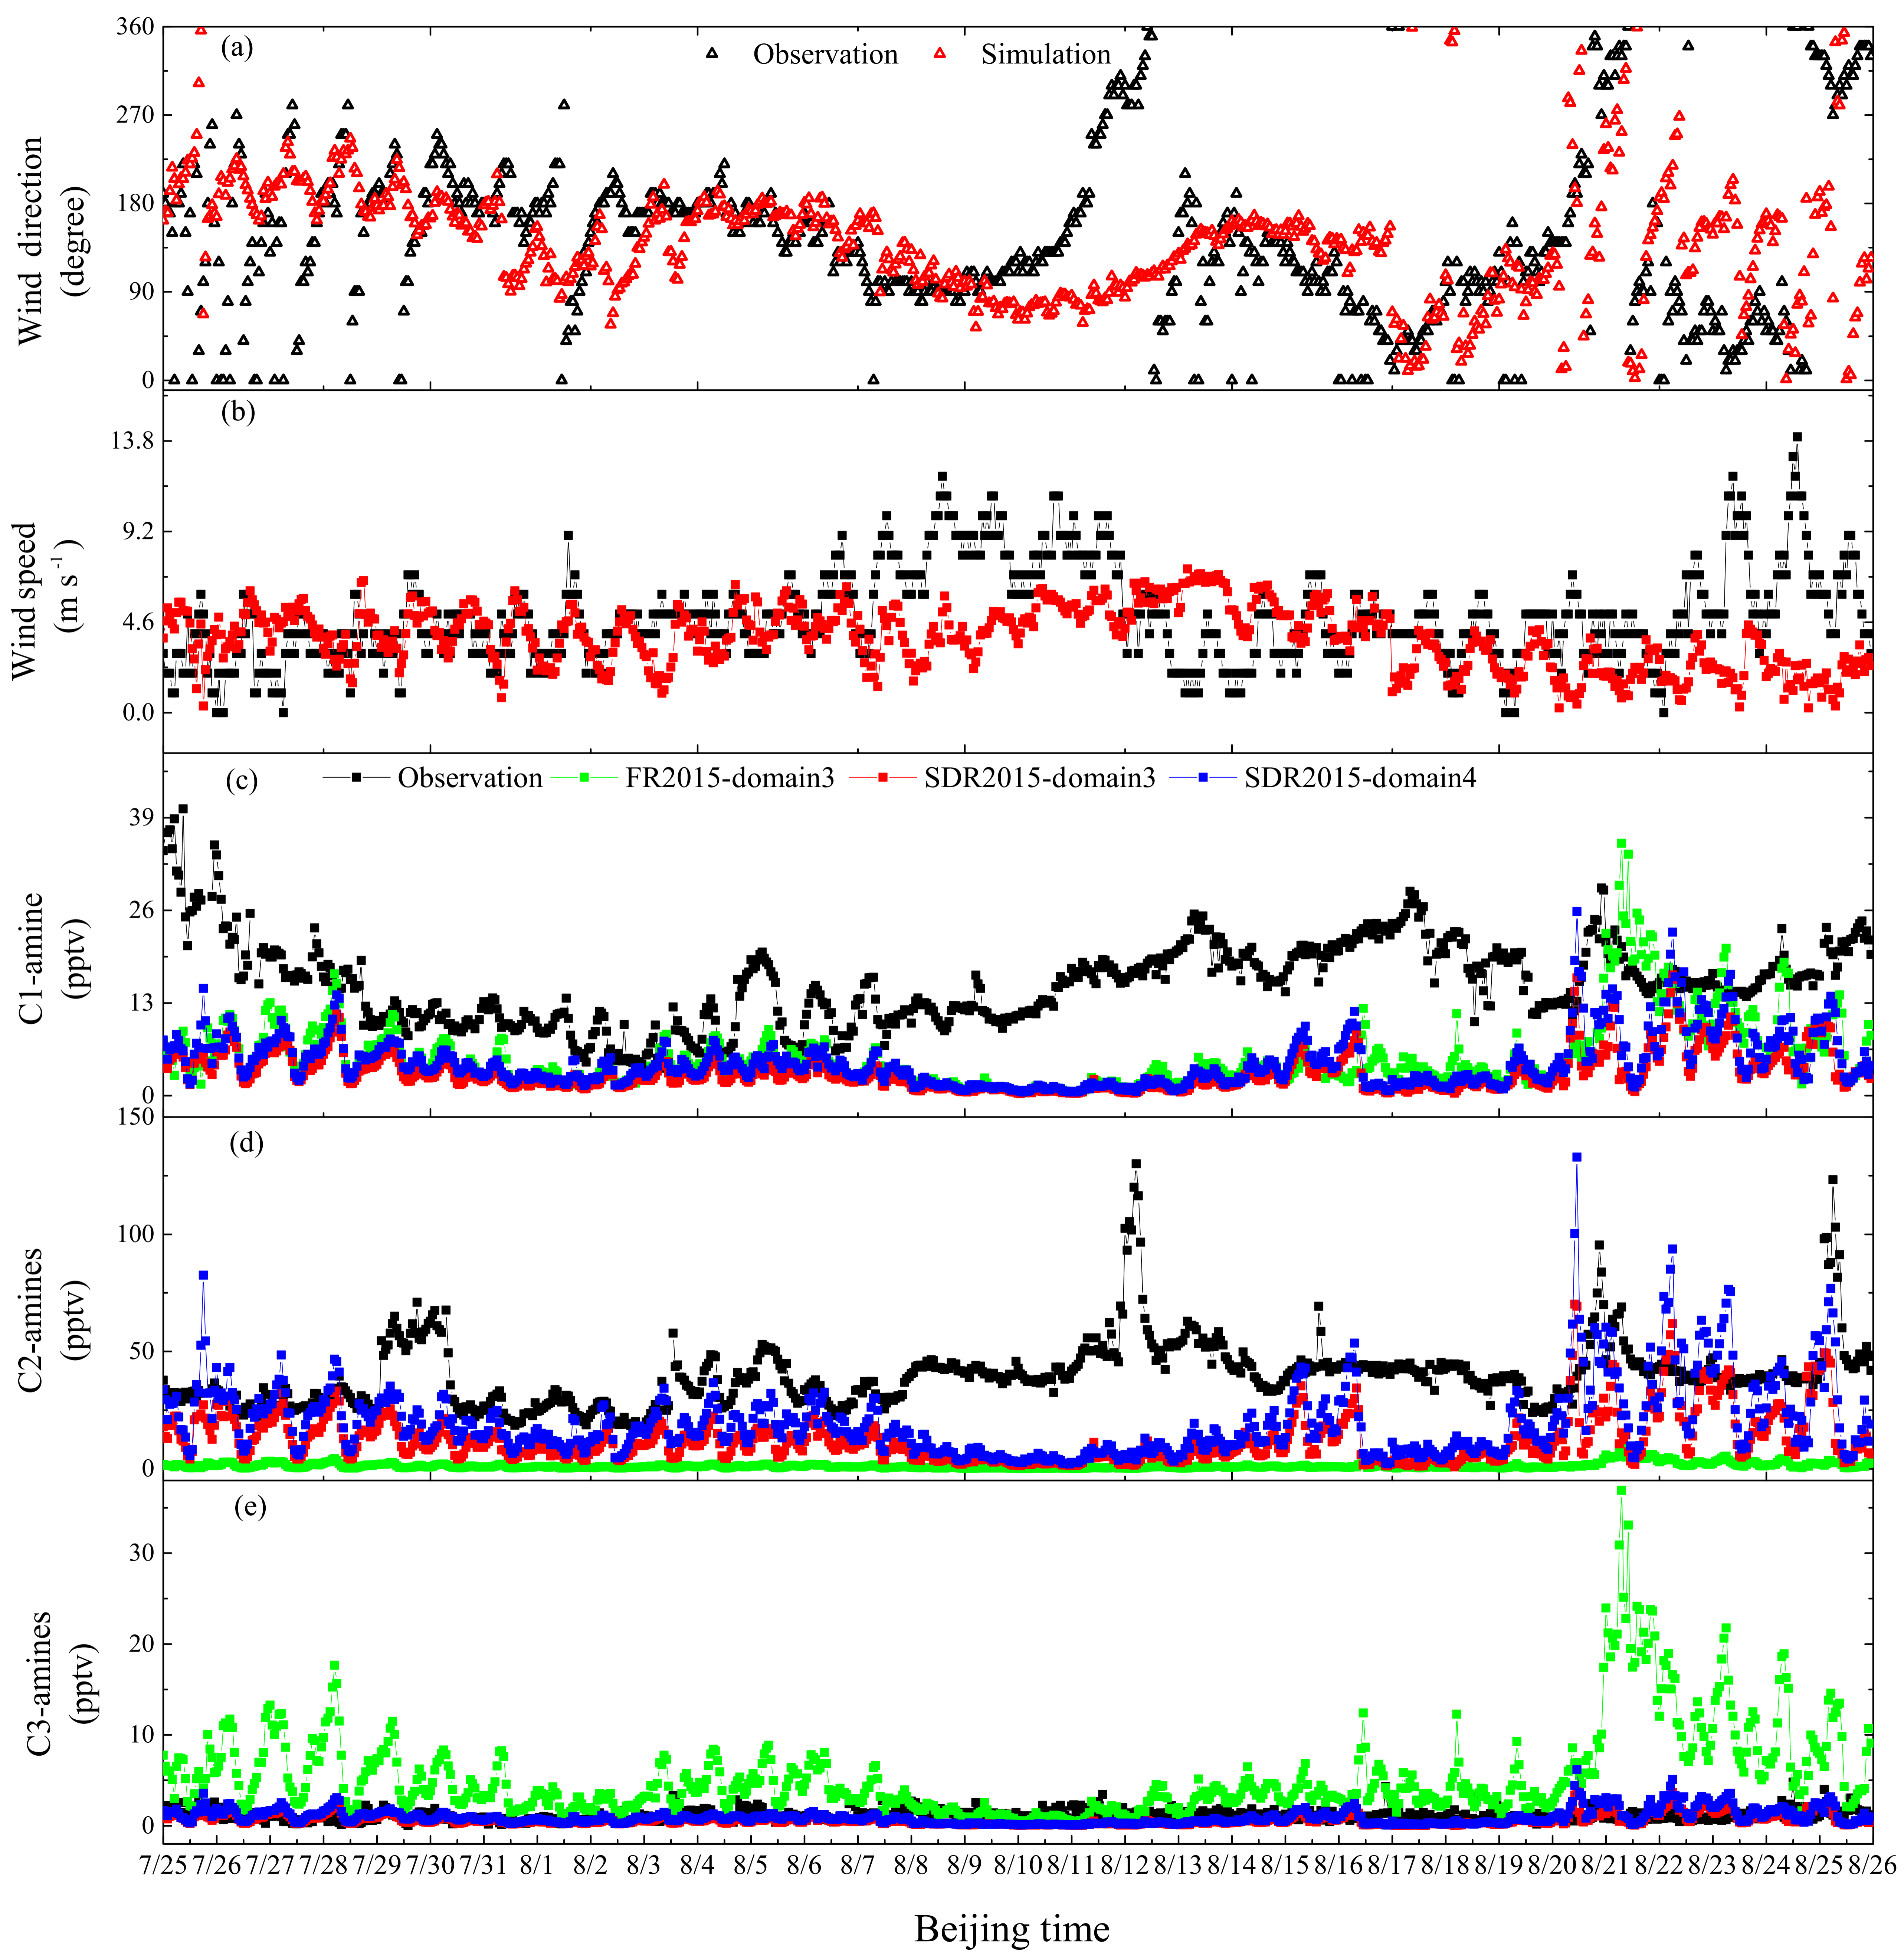 (a)
Observation Simulation
360
270
180
90
0
Wind direction
(degree)
(b)
13.8
9.2
4.6
0.0
Wind speed
(m s⁻¹)
(c)
Observation FR2015-domain3 SDR2015-domain3 SDR2015-domain4
39
26
13
0
C1-amine
(pptv)
(d)
150
100
50
0
C2-amines
(pptv)
(e)
30
20
10
0
C3-amines
(pptv)
7/25 7/26 7/27 7/28 7/29 7/30 7/31 8/1 8/2 8/3 8/4 8/5 8/6 8/7 8/8 8/9 8/10 8/11 8/12 8/13 8/14 8/15 8/16 8/17 8/18 8/19 8/20 8/21 8/22 8/23 8/24 8/25 8/26
Beijing time